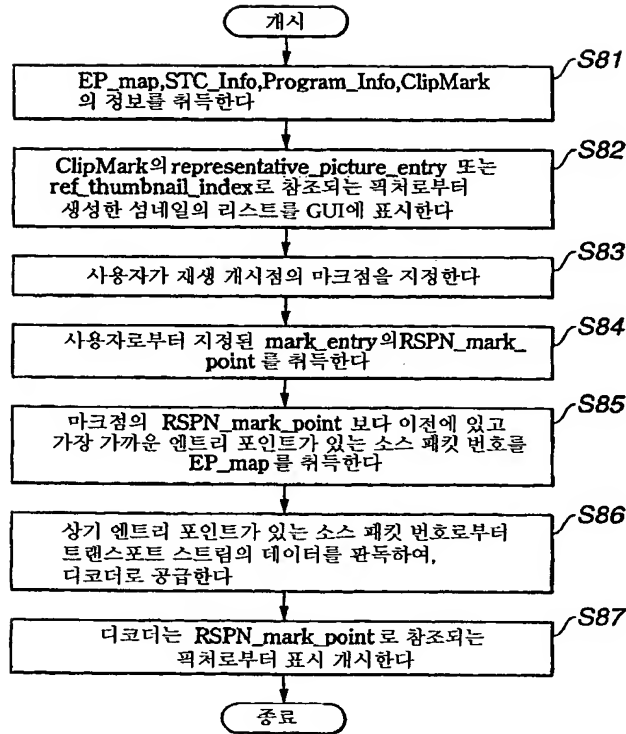 개시
S81
EP_map,STC_Info,Program_Info,ClipMark
의 정보를 취득한다
S82
ClipMark의 representative_picture_entry 또는
ref_thumbnail_index로 참조되는 픽처로부터
생성한 섬네일의 리스트를 GUI에 표시한다
S83
사용자가 재생 개시점의 마크점을 지정한다
S84
사용자로부터 지정된 mark_entry의RSPN_mark_
point 를 취득한다
S85
마크점의 RSPN_mark_point 보다 이전에 있고
가장 가까운 엔트리 포인트가 있는 소스 패킷 번호를
EP_map 를 취득한다
S86
상기 엔트리 포인트가 있는 소스 패킷 번호로부터
트랜스포트 스트림의 데이터를 판독하여,
디코더로 공급한다
S87
디코더는 RSPN_mark_point 로 참조되는
픽처로부터 표시 개시한다
종료